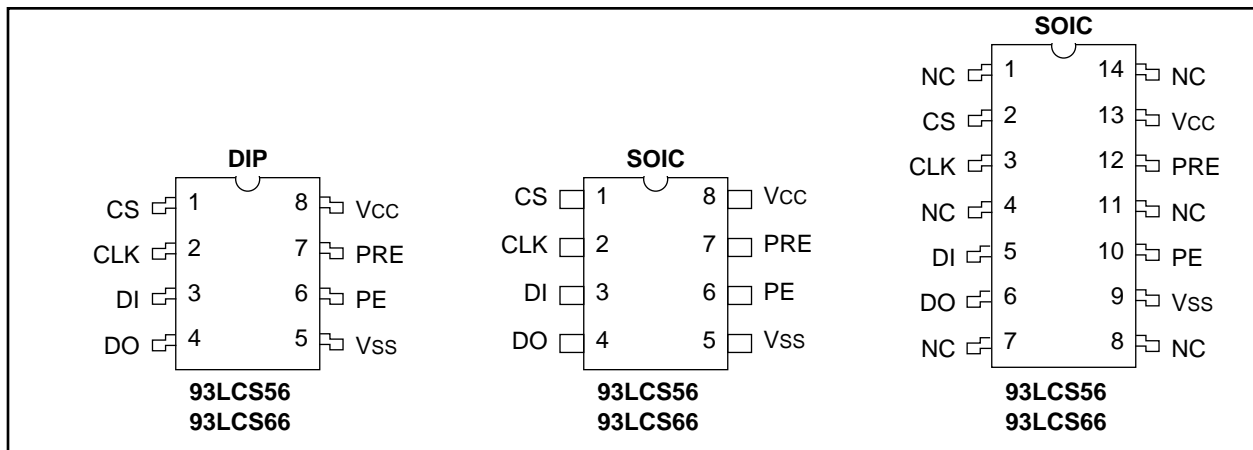 DIP
CS 1 8 VCC
CLK 2 7 PRE
DI 3 6 PE
DO 4 5 VSS
93LCS56
93LCS66
SOIC
CS 1 8 VCC
CLK 2 7 PRE
DI 3 6 PE
DO 4 5 VSS
93LCS56
93LCS66
SOIC
NC 1 14 NC
CS 2 13 VCC
CLK 3 12 PRE
NC 4 11 NC
DI 5 10 PE
DO 6 9 VSS
NC 7 8 NC
93LCS56
93LCS66